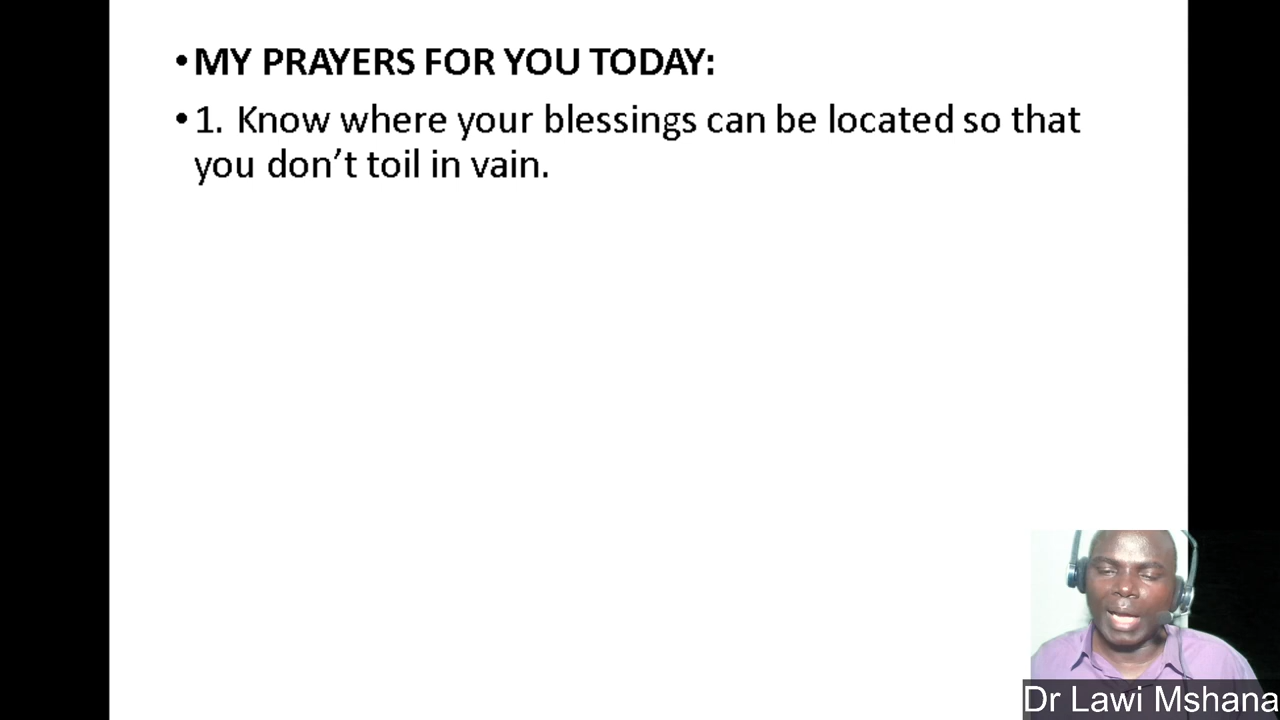 •MY PRAYERS FOR YOU TODAY:
•1. Know where your blessings can be located so that
you don’t toil in vain.
Dr Lawi Mshana